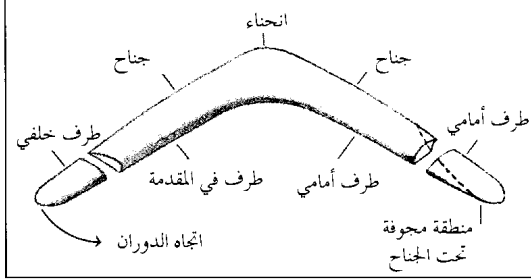 انحناء
جناح
جناح
طرف أمامي
طرف خلفي
طرف أمامي
طرف في المقدمة
منطقة مجوفة
تحت الجناح
اتجاه الدوران